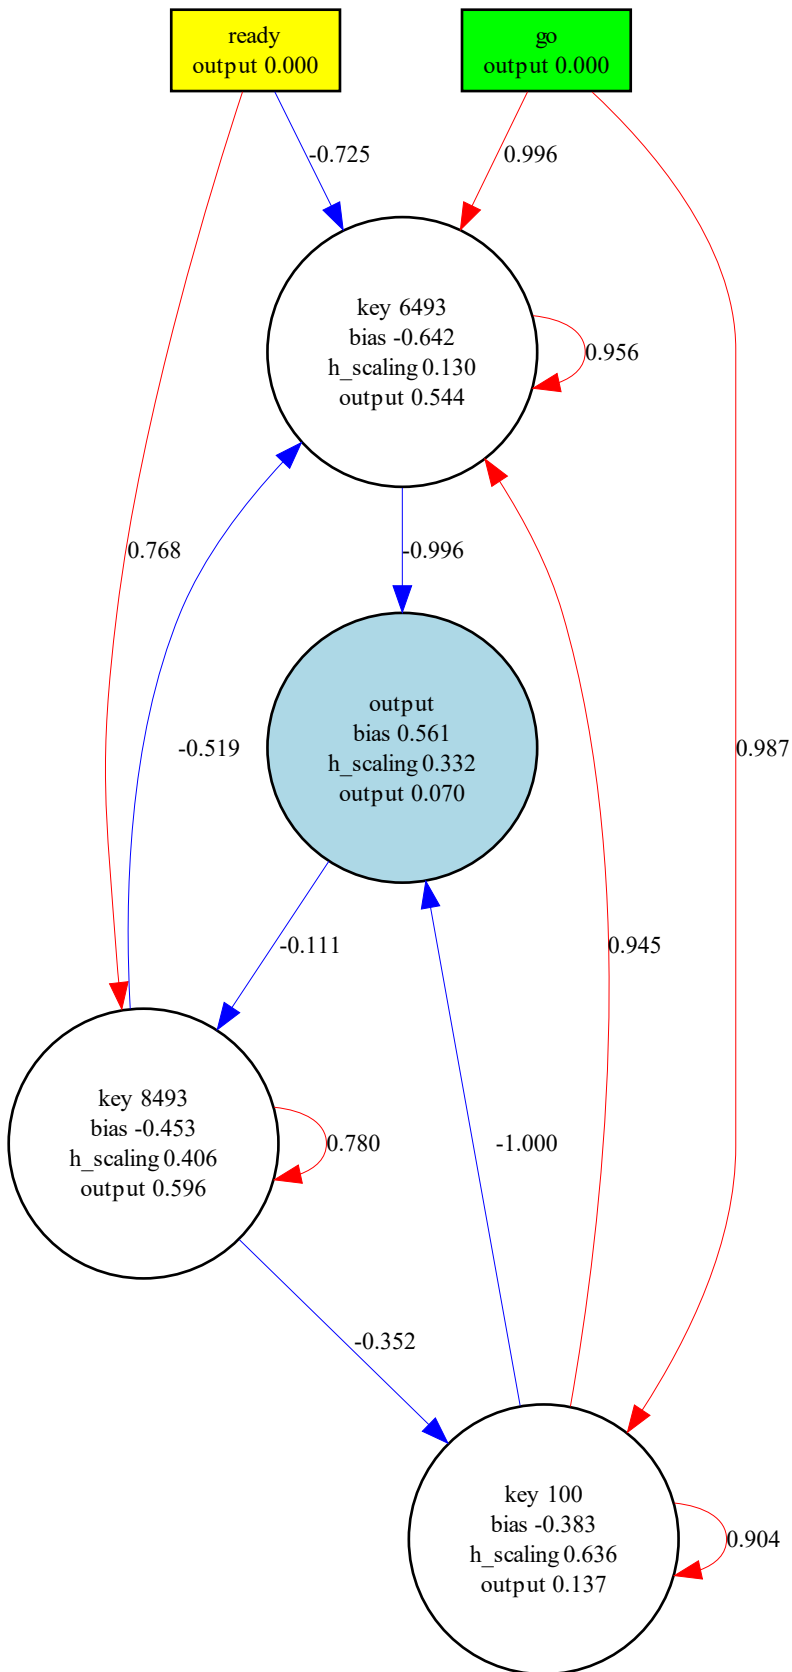 ready
output 0.000
go
output 0.000
-0.725
0.996
key 6493
bias -0.642
h_scaling 0.130
output 0.544
0.956
0.768
-0.996
output
bias 0.561
h_scaling 0.332
output 0.070
-0.519
0.987
-0.111
0.945
key 8493
bias -0.453
h_scaling 0.406
output 0.596
0.780
-1.000
-0.352
key 100
bias -0.383
h_scaling 0.636
output 0.137
0.904